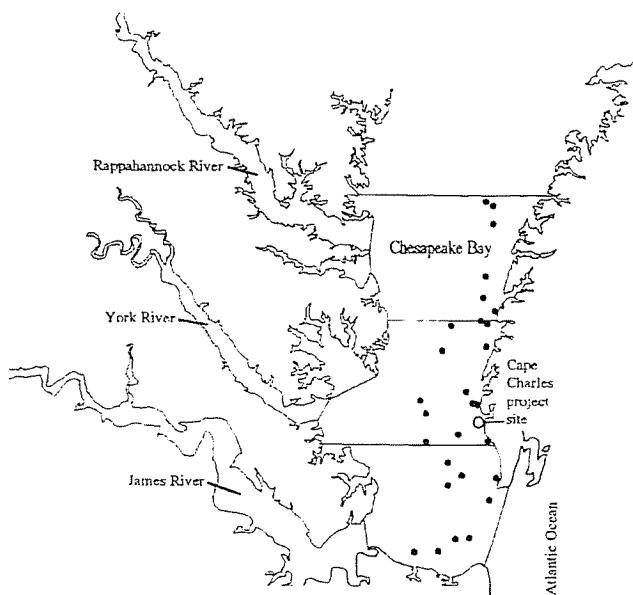 Rappahannock River
Chesapeake Bay
York River
Cape
Charles
project
site
James River
Atlantic Ocean